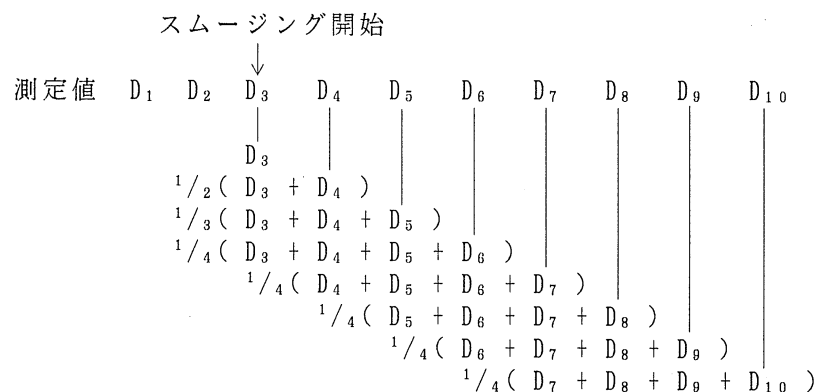 スムージング開始
測定値 D₁ D₂ D₃ D₄ D₅ D₆ D₇ D₈ D₉ D₁₀
D₃
¹/₂( D₃ + D₄ )
¹/₃( D₃ + D₄ + D₅ )
¹/₄( D₃ + D₄ + D₅ + D₆ )
¹/₄( D₄ + D₅ + D₆ + D₇ )
¹/₄( D₅ + D₆ + D₇ + D₈ )
¹/₄( D₆ + D₇ + D₈ + D₉ )
¹/₄( D₇ + D₈ + D₉ + D₁₀ )